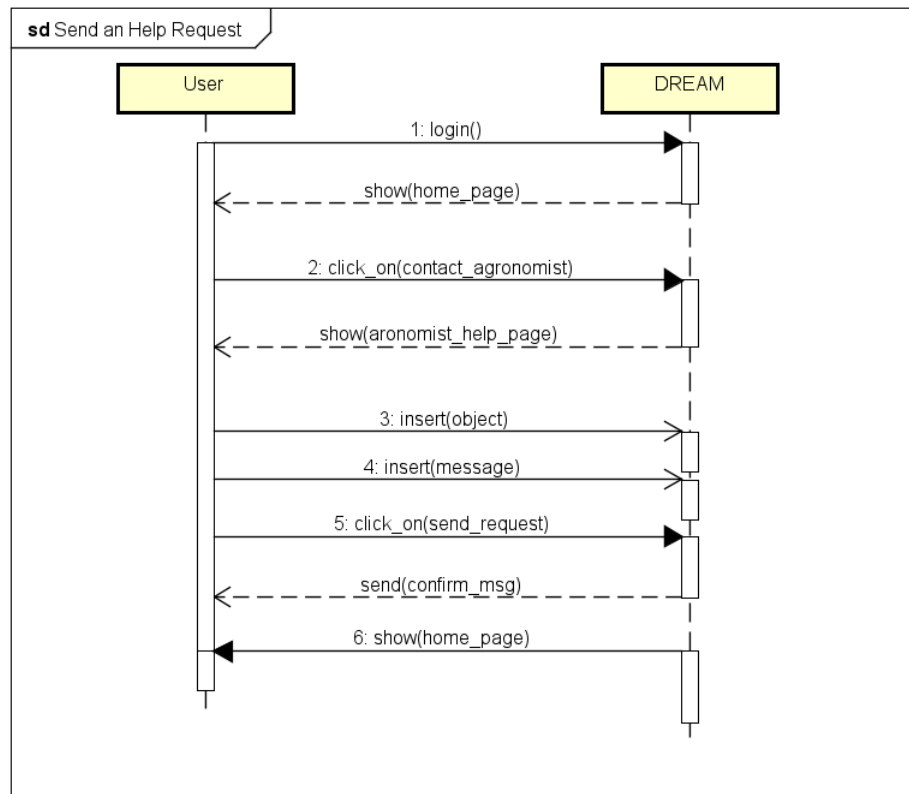 sd Send an Help Request
User
DREAM
1: login()
show(home_page)
2: click_on(contact_agronomist)
show(aronomist_help_page)
3: insert(object)
4: insert(message)
5: click_on(send_request)
send(confirm_msg)
6: show(home_page)